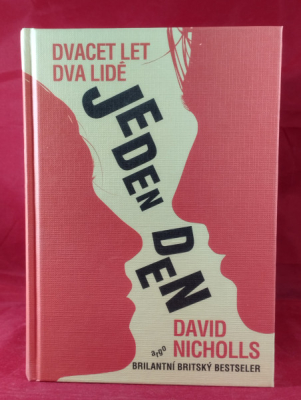 DVACET LET
DVA LIDÉ
JEDEN
DEN
DAVID
NICHOLLS
argo
BRILANTNÍ BRITSKÝ BESTSELER